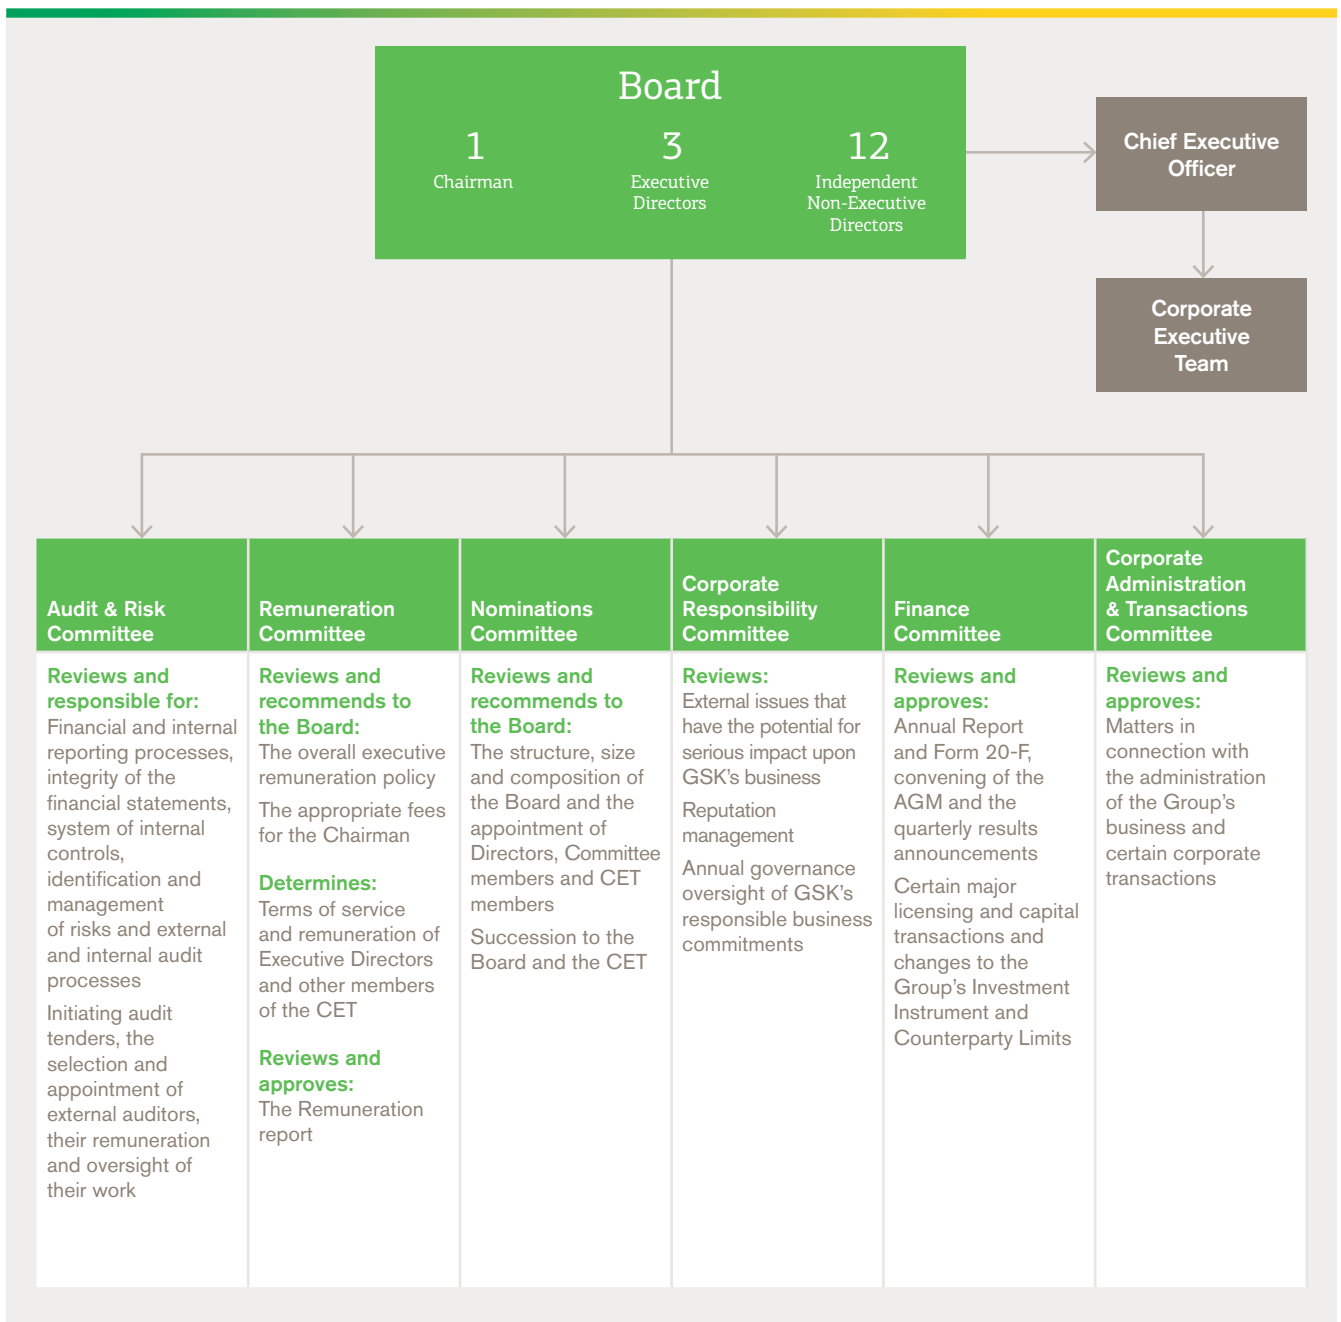 Board
1
Chairman
3
Executive
Directors
12
Independent
Non-Executive
Directors
Chief Executive
Officer
Corporate
Executive
Team
Audit & Risk
Committee
Reviews and
responsible for:
Financial and internal
reporting processes,
integrity of the
financial statements,
system of internal
controls,
identification and
management
of risks and external
and internal audit
processes
Initiating audit
tenders, the
selection and
appointment of
external auditors,
their remuneration
and oversight of
their work
Remuneration
Committee
Reviews and
recommends to
the Board:
The overall executive
remuneration policy
The appropriate fees
for the Chairman
Determines:
Terms of service
and remuneration of
Executive Directors
and other members
of the CET
Reviews and
approves:
The Remuneration
report
Nominations
Committee
Reviews and
recommends to
the Board:
The structure, size
and composition of
the Board and the
appointment of
Directors, Committee
members and CET
members
Succession to the
Board and the CET
Corporate
Responsibility
Committee
Reviews:
External issues that
have the potential for
serious impact upon
GSK's business
Reputation
management
Annual governance
oversight of GSK's
responsible business
commitments
Finance
Committee
Reviews and
approves:
Annual Report
and Form 20-F,
convening of the
AGM and the
quarterly results
announcements
Certain major
licensing and capital
transactions and
changes to the
Group's Investment
Instrument and
Counterparty Limits
Corporate
Administration
& Transactions
Committee
Reviews and
approves:
Matters in
connection with
the administration
of the Group's
business and
certain corporate
transactions